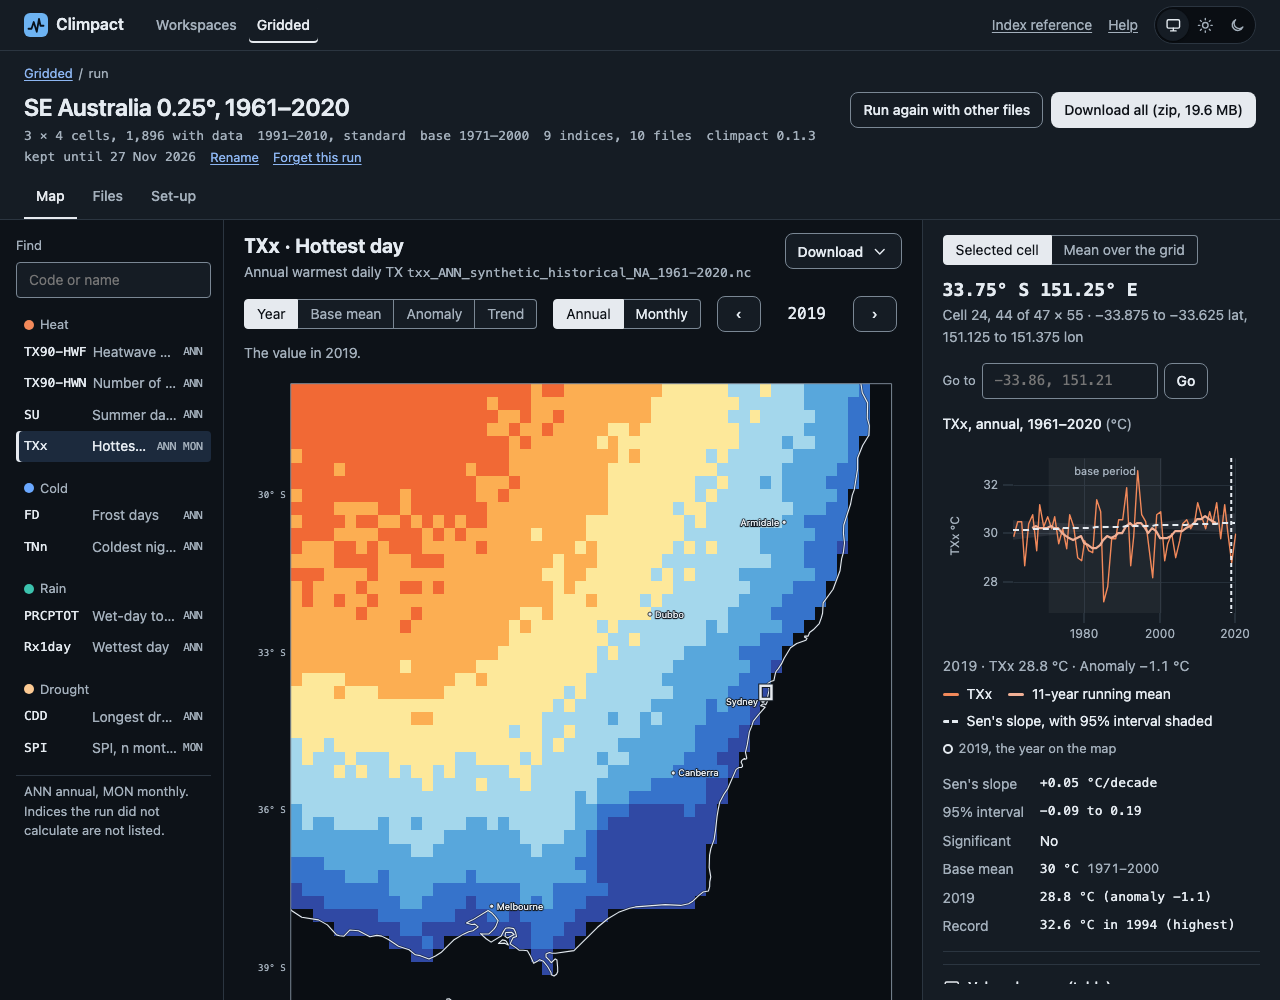 Climpact
Workspaces
Gridded
Index reference
Help
Gridded / run
SE Australia 0.25°, 1961–2020
3 × 4 cells, 1,896 with data 1991–2010, standard base 1971–2000 9 indices, 10 files climpact 0.1.3
kept until 27 Nov 2026 Rename Forget this run
Run again with other files
Download all (zip, 19.6 MB)
Map
Files
Set-up
Find
Code or name
Heat
TX90-HWF Heatwave ... ANN
TX90-HWN Number of ... ANN
SU Summer da... ANN
TXx Hottes... ANN MON
Cold
FD Frost days ANN
TNn Coldest nig... ANN
Rain
PRCPTOT Wet-day to... ANN
Rx1day Wettest day ANN
Drought
CDD Longest dr... ANN
SPI SPI, n mont... MON
ANN annual, MON monthly.
Indices the run did not
calculate are not listed.
TXx · Hottest day
Annual warmest daily TX txx_ANN_synthetic_historical_NA_1961–2020.nc
Download
Year
Base mean
Anomaly
Trend
Annual
Monthly
‹
2019
›
The value in 2019.
30° S
33° S
36° S
39° S
Armidale
Dubbo
Sydney
Canberra
Melbourne
Selected cell
Mean over the grid
33.75° S 151.25° E
Cell 24, 44 of 47 × 55 · −33.875 to −33.625 lat,
151.125 to 151.375 lon
Go to
−33.86, 151.21
Go
TXx, annual, 1961–2020 (°C)
base period
TXx °C
32
30
28
1980
2000
2020
2019 · TXx 28.8 °C · Anomaly −1.1 °C
TXx
11-year running mean
Sen's slope, with 95% interval shaded
2019, the year on the map
Sen's slope +0.05 °C/decade
95% interval −0.09 to 0.19
Significant No
Base mean 30 °C 1971–2000
2019 28.8 °C (anomaly −1.1)
Record 32.6 °C in 1994 (highest)